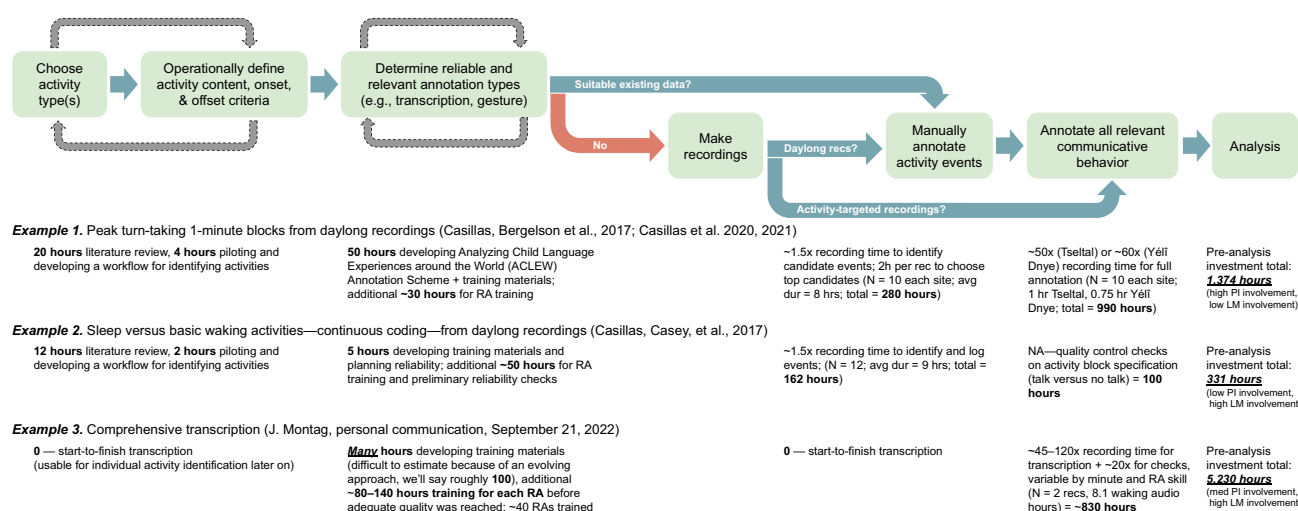 Choose
activity
type(s)
Operationally define
activity content, onset,
& offset criteria
Determine reliable and
relevant annotation types
(e.g., transcription, gesture)
Suitable existing data?
No
Make
recordings
Daylong recs?
Activity-targeted recordings?
Manually
annotate
activity events
Annotate all relevant
communicative
behavior
Analysis
Example 1. Peak turn-taking 1-minute blocks from daylong recordings (Casillas, Bergelson et al., 2017; Casillas et al. 2020, 2021)
20 hours literature review, 4 hours piloting and
developing a workflow for identifying activities
50 hours developing Analyzing Child Language
Experiences around the World (ACLEW)
Annotation Scheme + training materials;
additional ~30 hours for RA training
~1.5x recording time to identify
candidate events; 2h per rec to choose
top candidates (N = 10 each site; avg
dur = 8 hrs; total = 280 hours)
~50x (Tseltal) or ~60x (Yélî
Dnye) recording time for full
annotation (N = 10 each site;
1 hr Tseltal, 0.75 hr Yélî
Dnye; total = 990 hours)
Pre-analysis
investment total:
1,374 hours
(high PI involvement,
low LM involvement)
Example 2. Sleep versus basic waking activities—continuous coding—from daylong recordings (Casillas, Casey, et al., 2017)
12 hours literature review, 2 hours piloting and
developing a workflow for identifying activities
5 hours developing training materials and
planning reliability; additional ~50 hours for RA
training and preliminary reliability checks
~1.5x recording time to identify and log
events; (N = 12; avg dur = 9 hrs; total =
162 hours)
NA—quality control checks
on activity block specification
(talk versus no talk) = 100
hours
Pre-analysis
investment total:
331 hours
(low PI involvement,
high LM involvement
Example 3. Comprehensive transcription (J. Montag, personal communication, September 21, 2022)
0 — start-to-finish transcription
(usable for individual activity identification later on)
Many hours developing training materials
(difficult to estimate because of an evolving
approach, we'll say roughly 100), additional
~80–140 hours training for each RA before
adequate quality was reached; ~40 RAs trained
0 — start-to-finish transcription
~45–120x recording time for
transcription + ~20x for checks,
variable by minute and RA skill
(N = 2 recs, 8.1 waking audio
hours) = ~830 hours
Pre-analysis
investment total:
5,230 hours
(med PI involvement,
high LM involvement